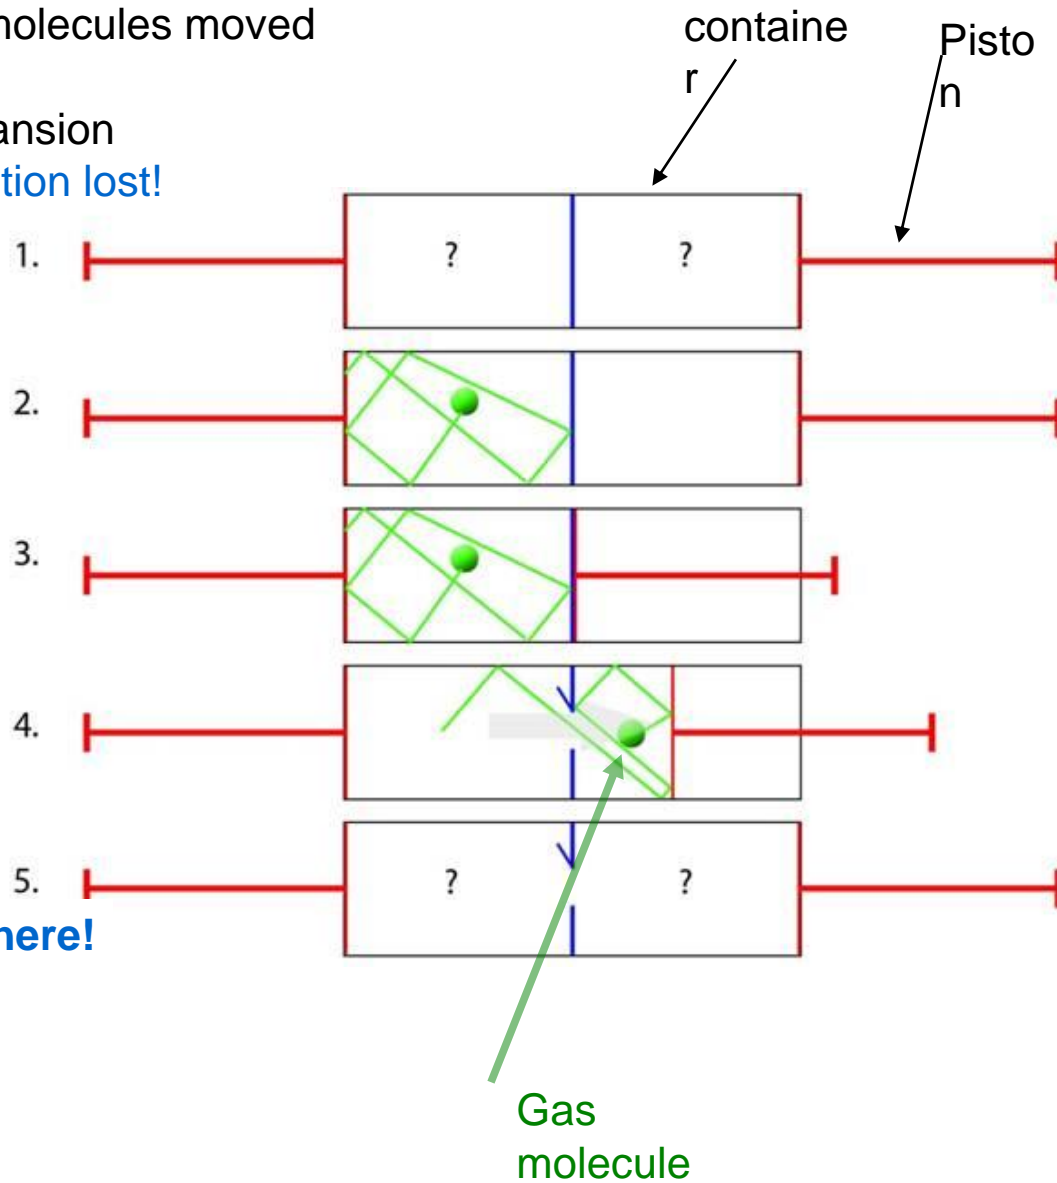 molecules moved
containe
r
Pisto
n
ansion
tion lost!
1.
?
?
2.
3.
4.
5.
?
?
here!
Gas
molecule